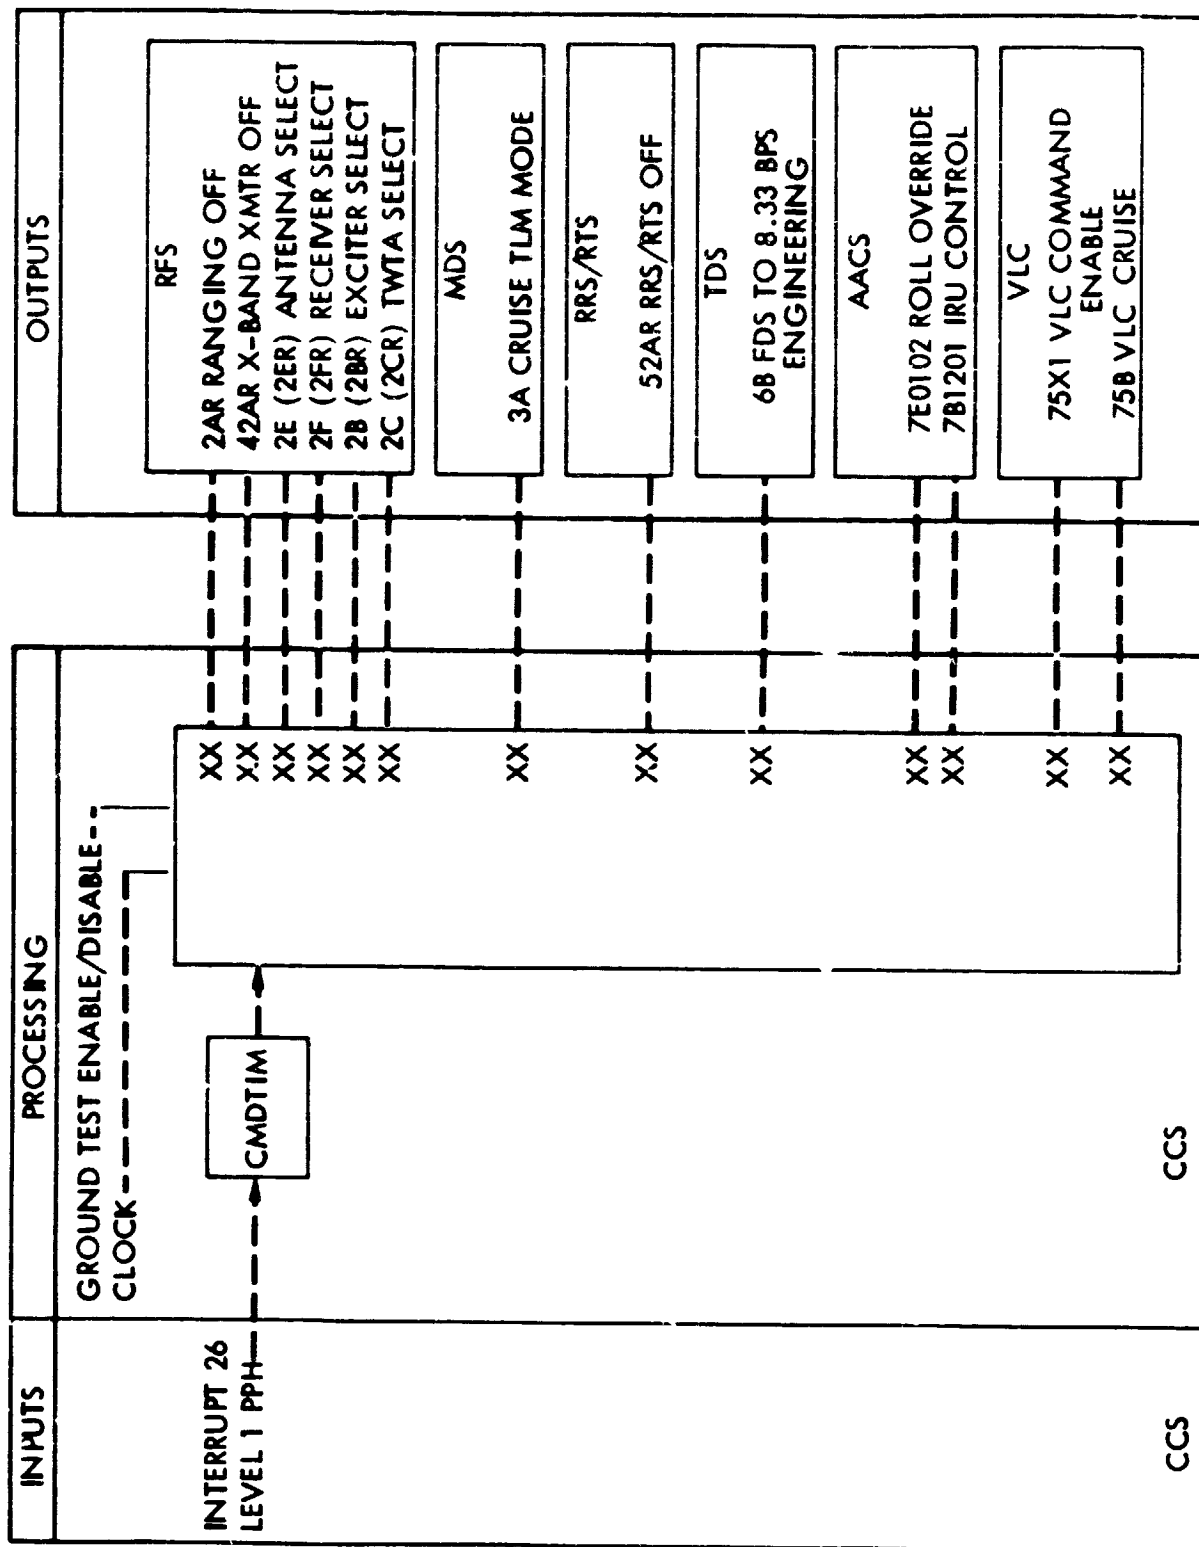 INPUTS
PROCESSING
OUTPUTS
INTERRUPT 26
LEVEL 1 PPH
CCS
GROUND TEST ENABLE/DISABLE
CLOCK
CMDTIM
XX
XX
XX
XX
XX
XX
XX
XX
XX
XX
XX
XX
XX
CCS
RFS
2AR RANGING OFF
42AR X-BAND XMTR OFF
2E (2ER) ANTENNA SELECT
2F (2FR) RECEIVER SELECT
2B (2BR) EXCITER SELECT
2C (2CR) TWTA SELECT
MDS
3A CRUISE TLM MODE
RRS/RTS
52AR RRS/RTS OFF
TDS
6B FDS TO 8.33 BPS
ENGINEERING
AACS
7E0102 ROLL OVERRIDE
7B1201 IRU CONTROL
VLC
75X1 VLC COMMAND
ENABLE
75B VLC CRUISE